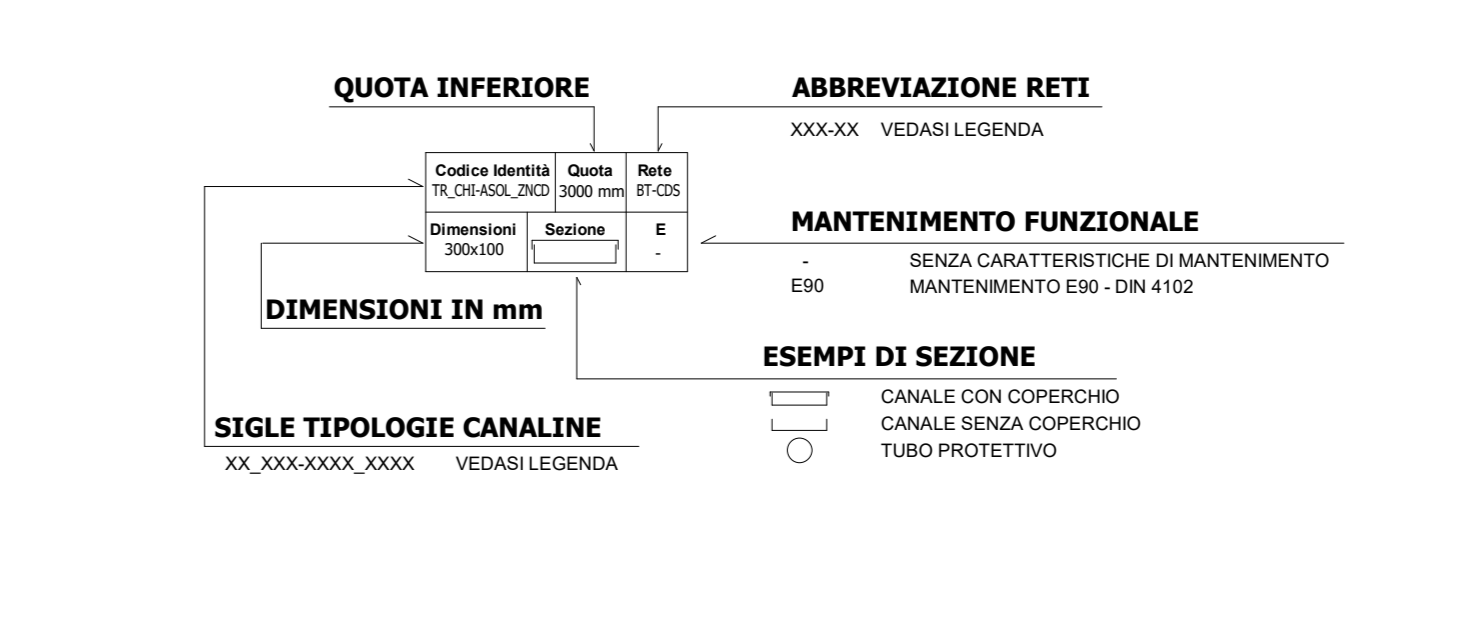 QUOTA INFERIORE
ABBREVIAZIONE RETI
XXX-XX VEDASI LEGENDA
Codice Identità Quota Rete
TR_CHI-ASOL_ZNCD 3000 mm BT-CDS
Dimensioni Sezione E
300x100 -
MANTENIMENTO FUNZIONALE
- SENZA CARATTERISTICHE DI MANTENIMENTO
E90 MANTENIMENTO E90 - DIN 4102
DIMENSIONI IN mm
ESEMPI DI SEZIONE
CANALE CON COPERCHIO
CANALE SENZA COPERCHIO
TUBO PROTETTIVO
SIGLE TIPOLOGIE CANALINE
XX_XXX-XXXX_XXXX VEDASI LEGENDA